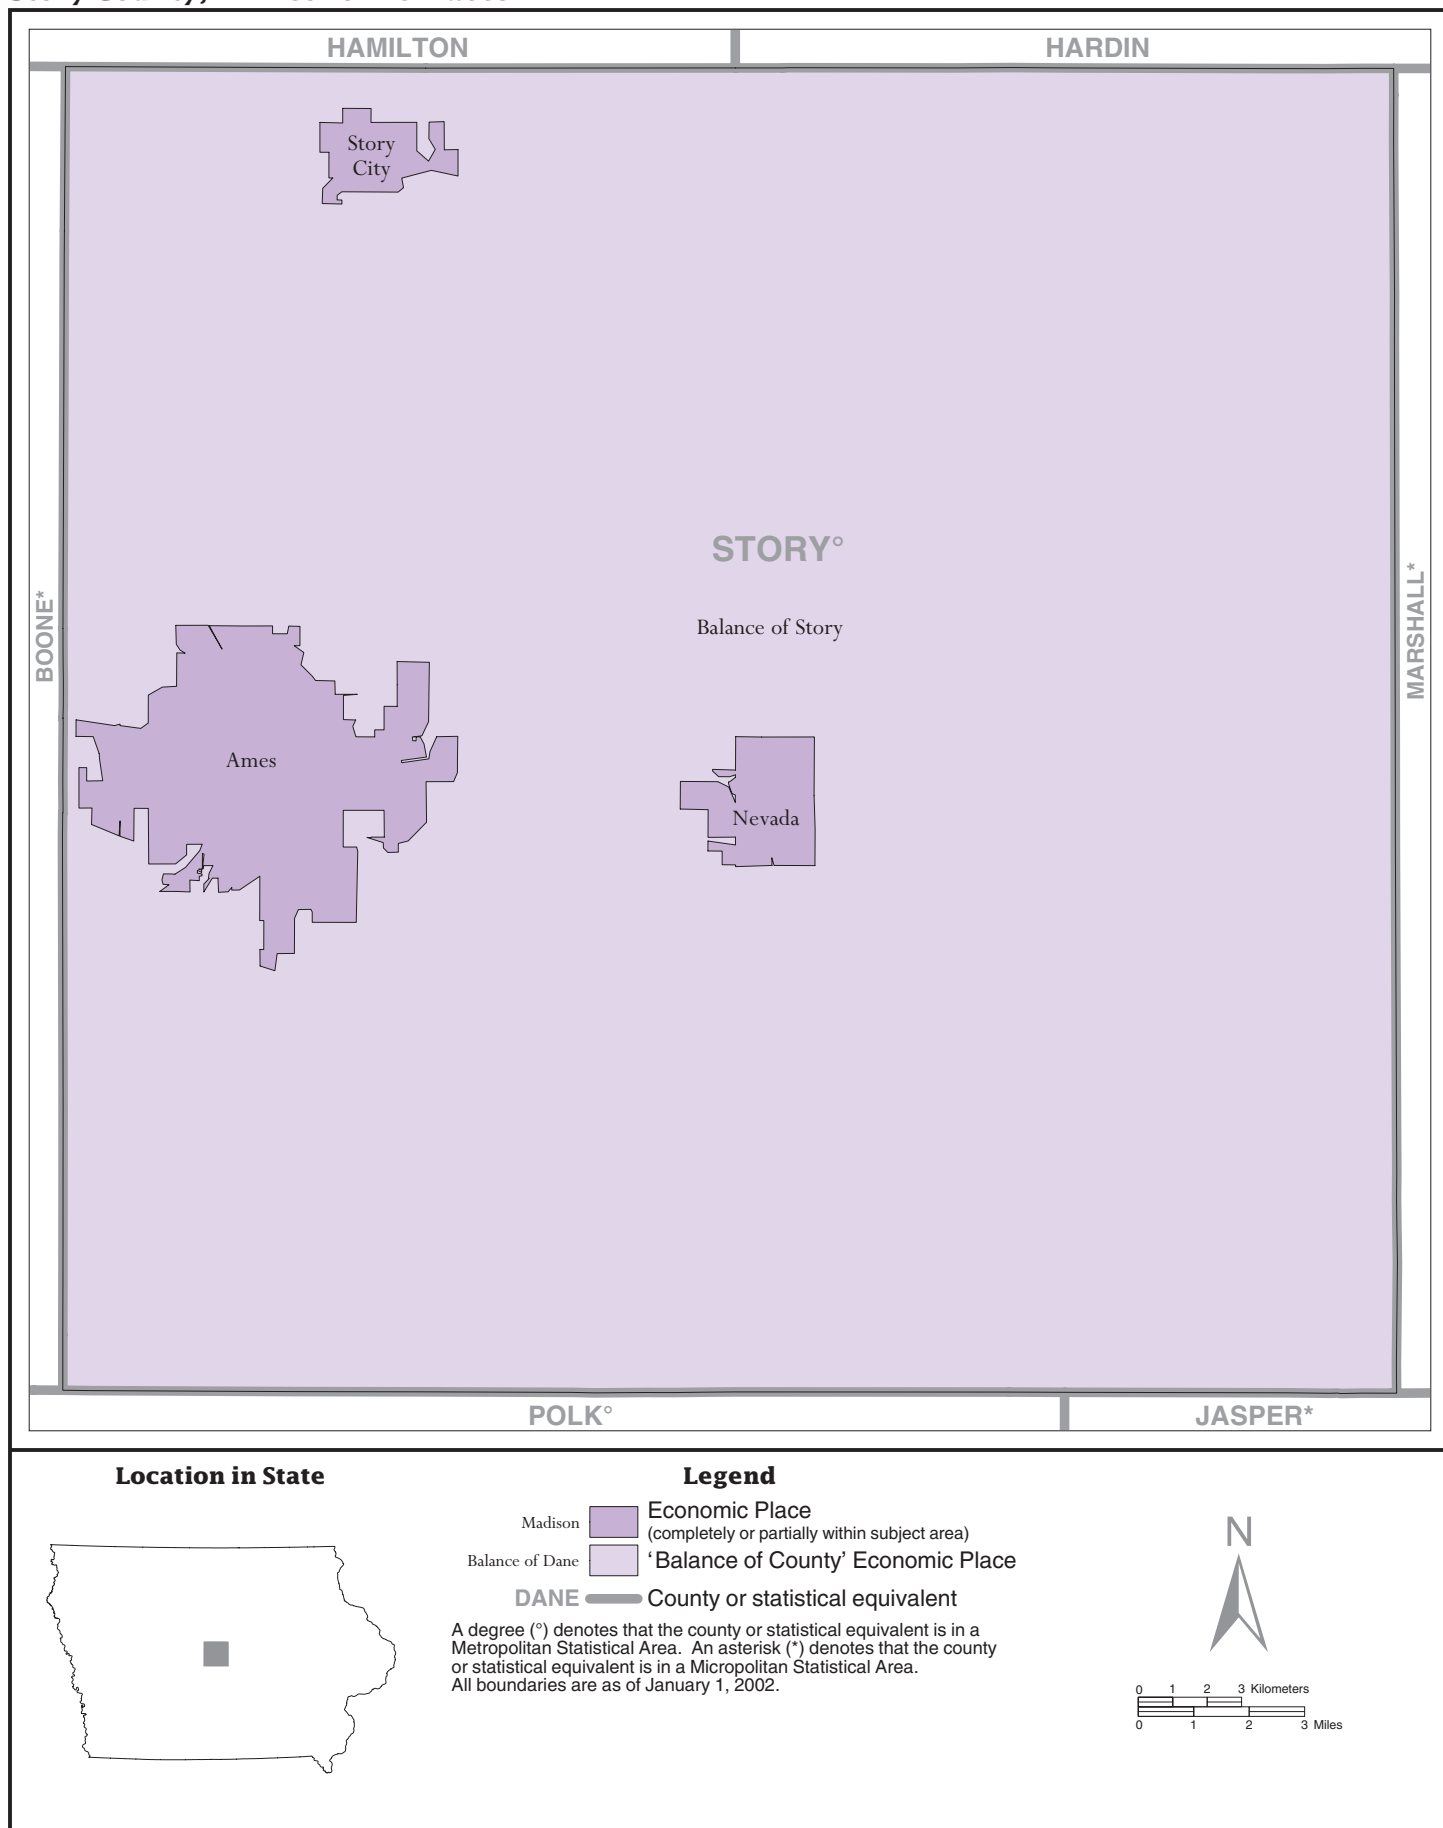 HAMILTON
HARDIN
Story
City
STORY°
Balance of Story
BOONE*
MARSHALL*
Ames
Nevada
POLK°
JASPER*
Location in State
Legend
Madison
Economic Place
(completely or partially within subject area)
Balance of Dane
‘Balance of County’ Economic Place
DANE
County or statistical equivalent
A degree (°) denotes that the county or statistical equivalent is in a
Metropolitan Statistical Area. An asterisk (*) denotes that the county
or statistical equivalent is in a Micropolitan Statistical Area.
All boundaries are as of January 1, 2002.
N
0 1 2 3 Kilometers
0 1 2 3 Miles